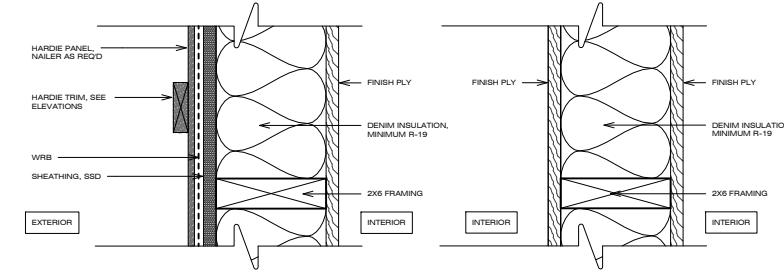 HARDIE PANEL,
NAILER AS REQ'D
HARDIE TRIM, SEE
ELEVATIONS
WRB
SHEATHING, SSD
EXTERIOR
FINISH PLY
DENIM INSULATION,
MINIMUM R-19
2X6 FRAMING
INTERIOR
FINISH PLY
INTERIOR
FINISH PLY
DENIM INSULATIO
MINIMUM R-19
2X6 FRAMING
INTERIOR